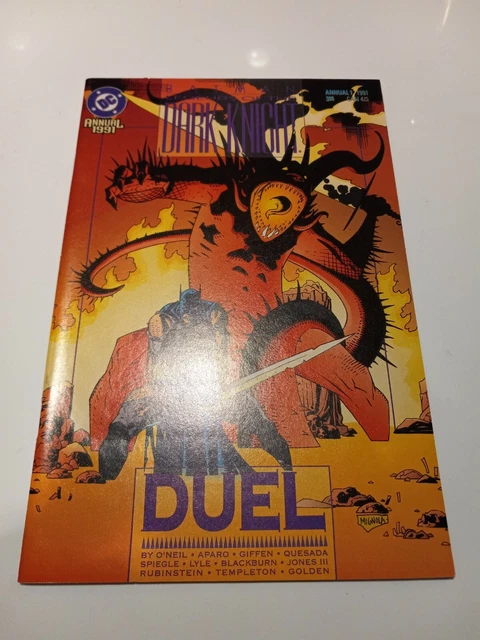 DC
ANNUAL
1991
BATMAN
DARK KNIGHT
ANNUAL 1 1991
DUEL
BY O'NEIL • APARO • GIFFEN • QUESADA
SPIEGLE • LYLE • BLACKBURN • JONES III
RUBINSTEIN • TEMPLETON • GOLDEN
MIGNOLA